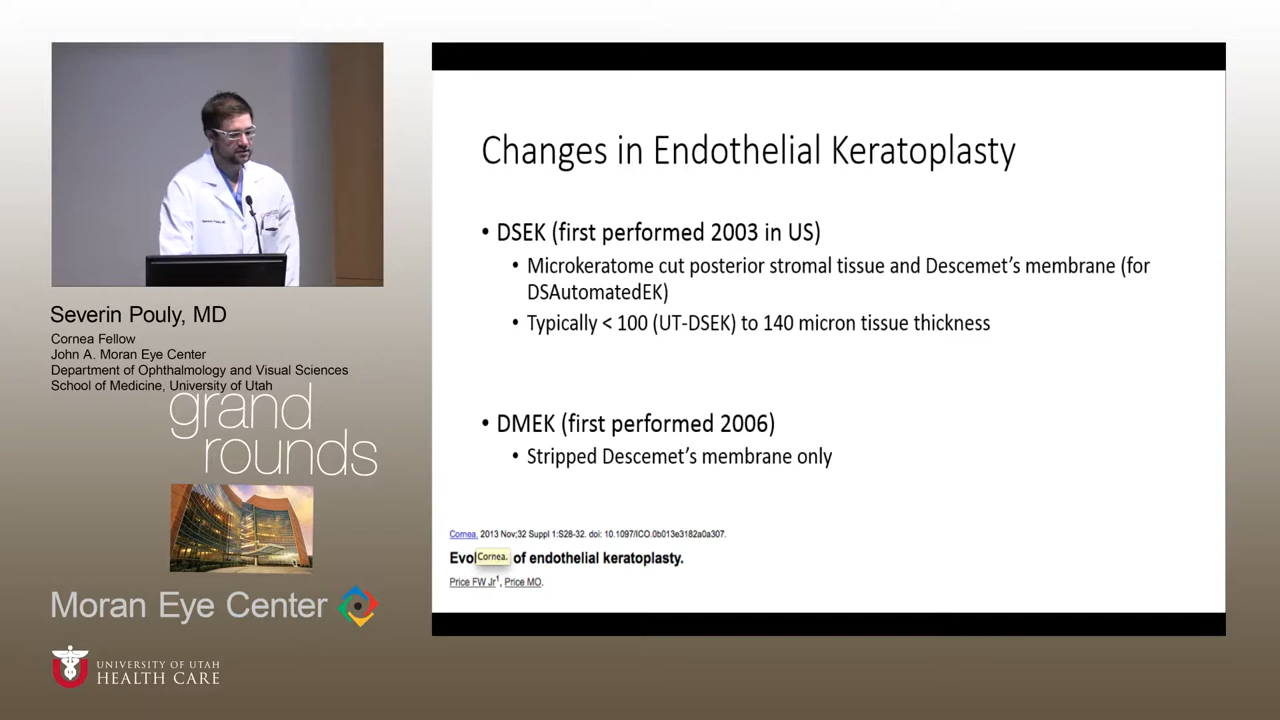 Changes in Endothelial Keratoplasty
• DSEK (first performed 2003 in US)
• Microkeratome cut posterior stromal tissue and Descemet's membrane (for
DSAutomatedEK)
• Typically < 100 (UT-DSEK) to 140 micron tissue thickness
• DMEK (first performed 2006)
• Stripped Descemet's membrane only
Cornea. 2013 Nov;32 Suppl 1:S28-32. doi: 10.1097/ICO.0b013e3182a0a307.
Evol Cornea. of endothelial keratoplasty.
Price FW Jr1, Price MO.
Severin Pouly, MD
Cornea Fellow
John A. Moran Eye Center
Department of Ophthalmology and Visual Sciences
School of Medicine, University of Utah
grand
rounds
Moran Eye Center
UNIVERSITY OF UTAH
HEALTH CARE